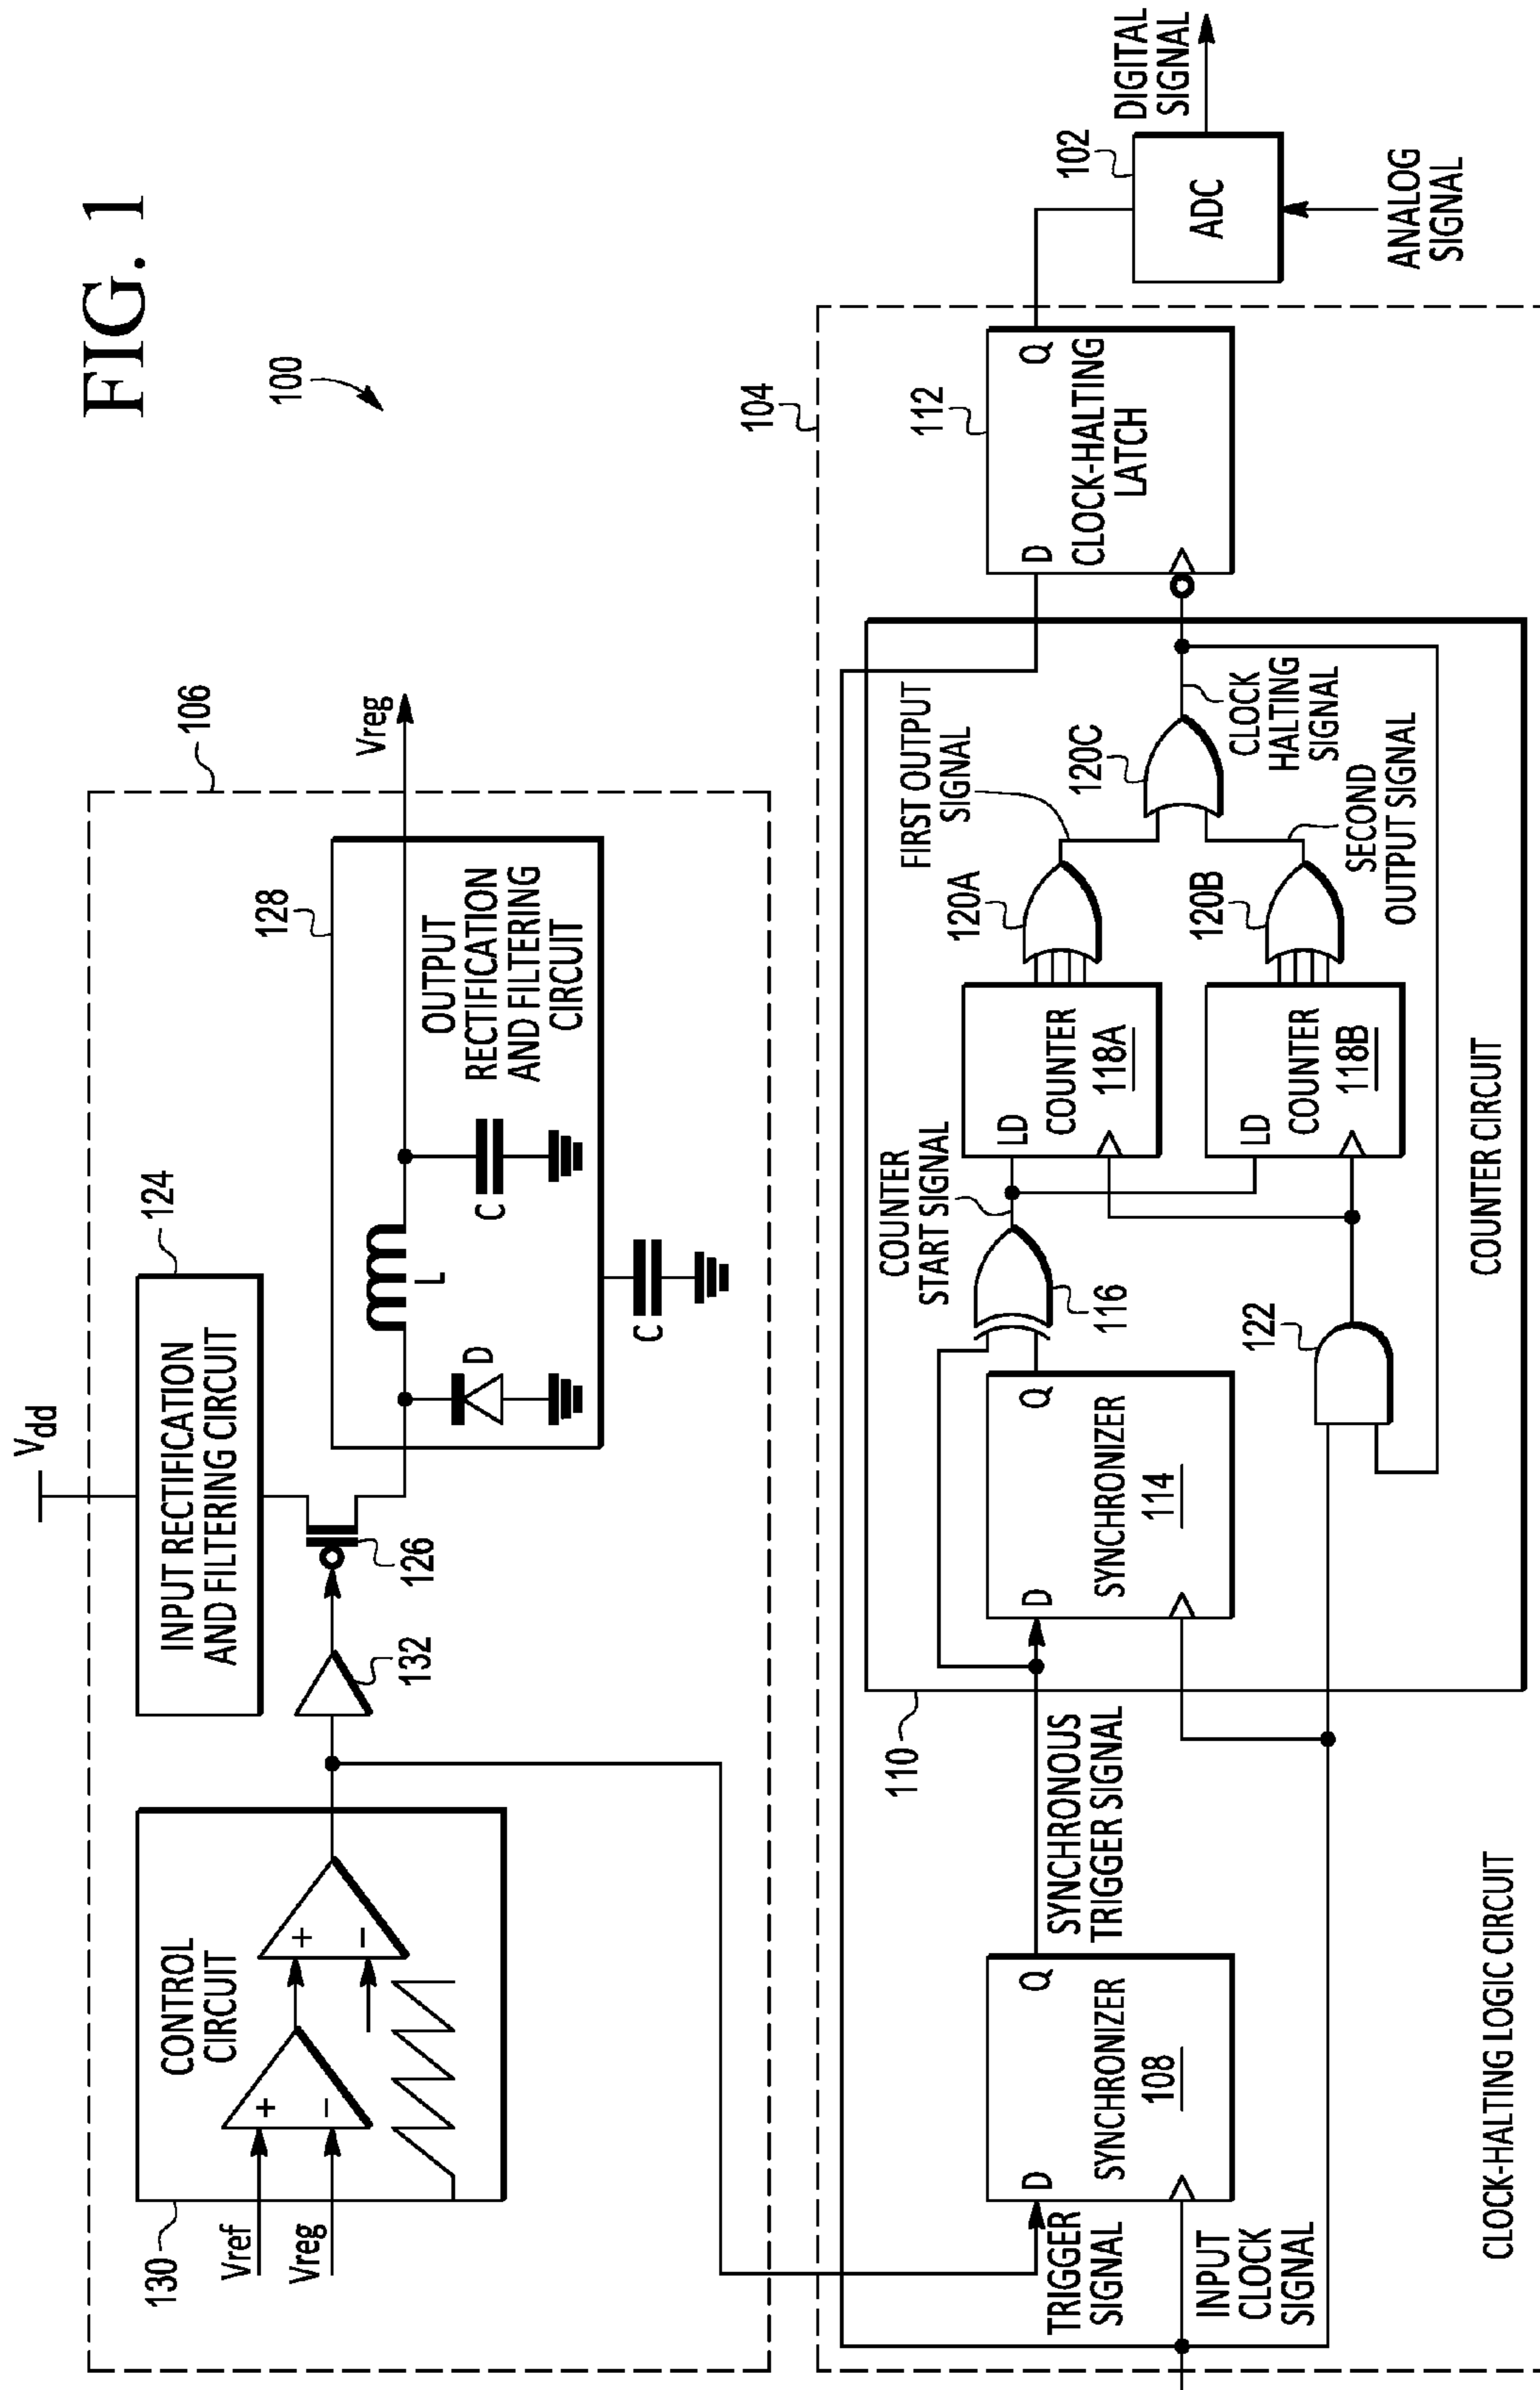 FIG. 1
100
106
Vdd
124
INPUT RECTIFICATION
AND FILTERING CIRCUIT
128
OUTPUT
RECTIFICATION
AND FILTERING
CIRCUIT
Vreg
L
D
C
C
126
132
CONTROL
CIRCUIT
+
−
+
−
Vref
Vreg
130
104
CLOCK-HALTING LOGIC CIRCUIT
TRIGGER
SIGNAL
INPUT
CLOCK
SIGNAL
D
Q
SYNCHRONIZER
108
SYNCHRONOUS
TRIGGER SIGNAL
110
COUNTER CIRCUIT
D
Q
SYNCHRONIZER
114
116
122
COUNTER
START SIGNAL
LD
COUNTER
118A
LD
COUNTER
118B
120A
120B
FIRST OUTPUT
SIGNAL
SECOND
OUTPUT SIGNAL
120C
CLOCK
HALTING
SIGNAL
112
D
Q
CLOCK-HALTING
LATCH
102
ADC
DIGITAL
SIGNAL
ANALOG
SIGNAL